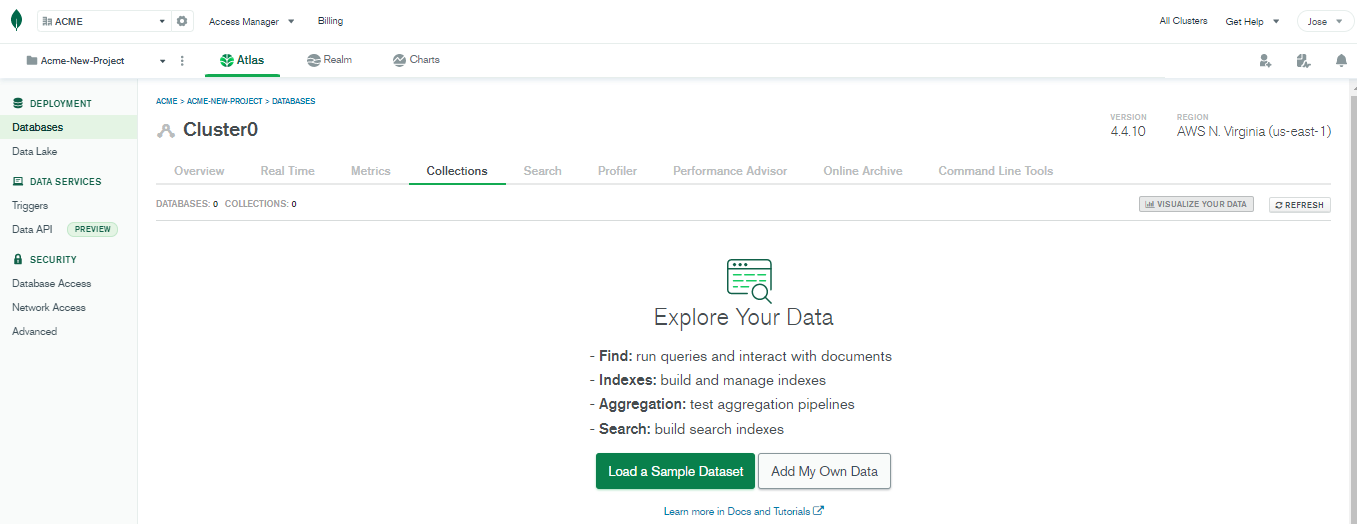 ACME
Access Manager
Billing
All Clusters
Get Help
Jose
Acme-New-Project
Atlas
Realm
Charts
DEPLOYMENT
Databases
Data Lake
DATA SERVICES
Triggers
Data API PREVIEW
SECURITY
Database Access
Network Access
Advanced
ACME > ACME-NEW-PROJECT > DATABASES
Cluster0
VERSION
4.4.10
REGION
AWS N. Virginia (us-east-1)
Overview
Real Time
Metrics
Collections
Search
Profiler
Performance Advisor
Online Archive
Command Line Tools
DATABASES: 0 COLLECTIONS: 0
VISUALIZE YOUR DATA
REFRESH
Explore Your Data
- Find: run queries and interact with documents
- Indexes: build and manage indexes
- Aggregation: test aggregation pipelines
- Search: build search indexes
Load a Sample Dataset
Add My Own Data
Learn more in Docs and Tutorials